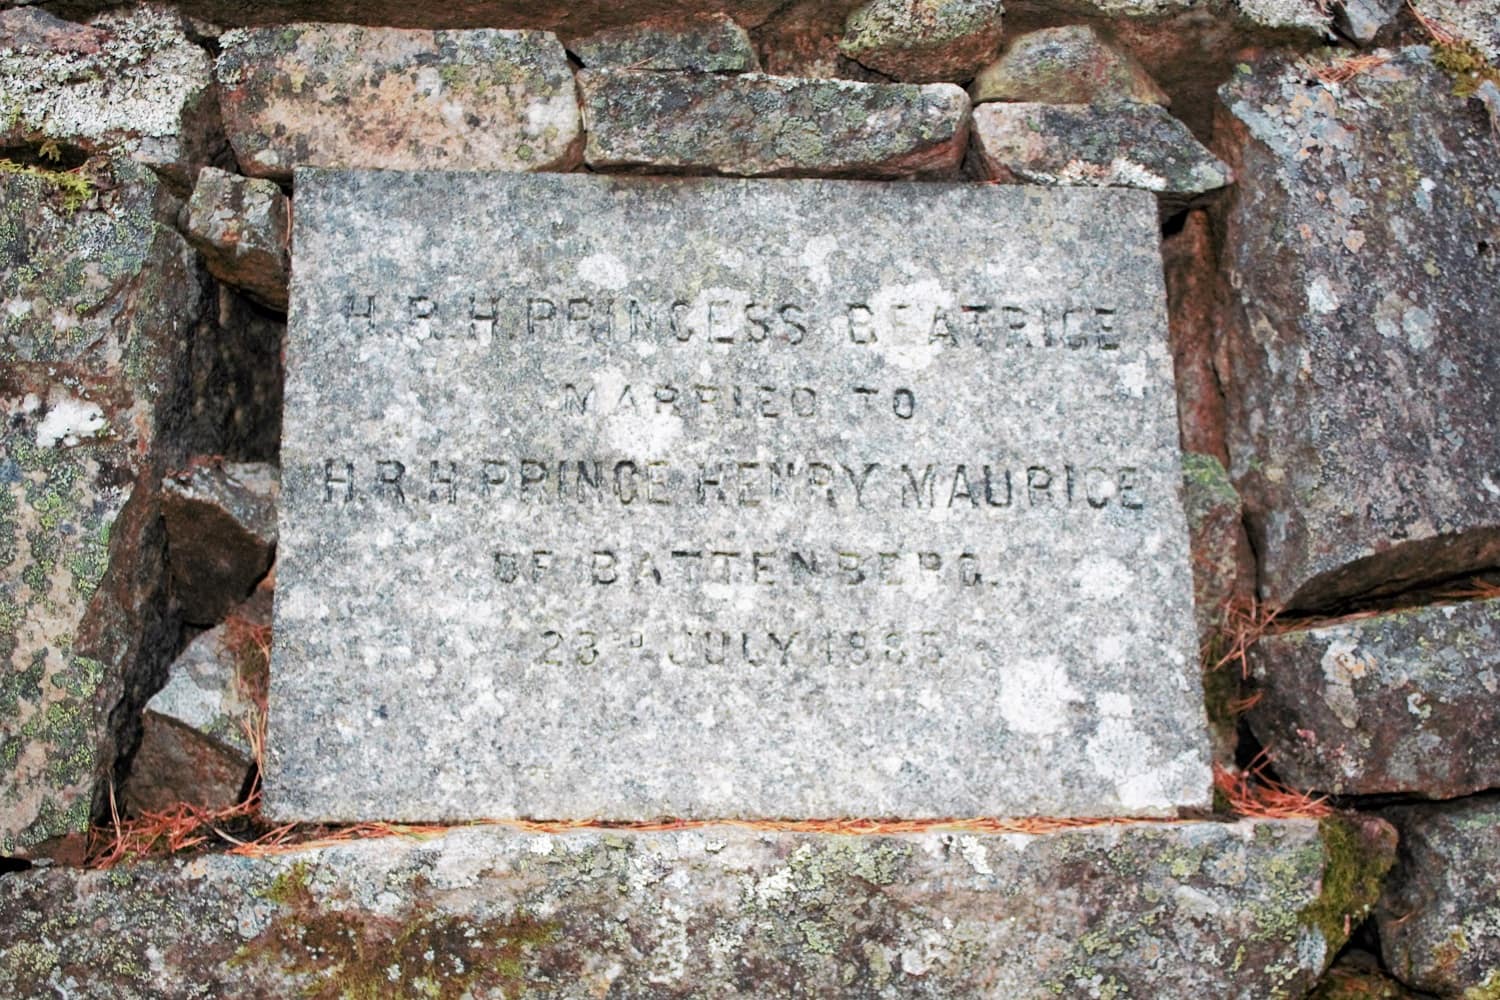 H.R.H. PRINCESS BEATRICE
MARRIED TO
H.R.H. PRINCE HENRY MAURICE
OF BATTENBERG.
23RD JULY 1885